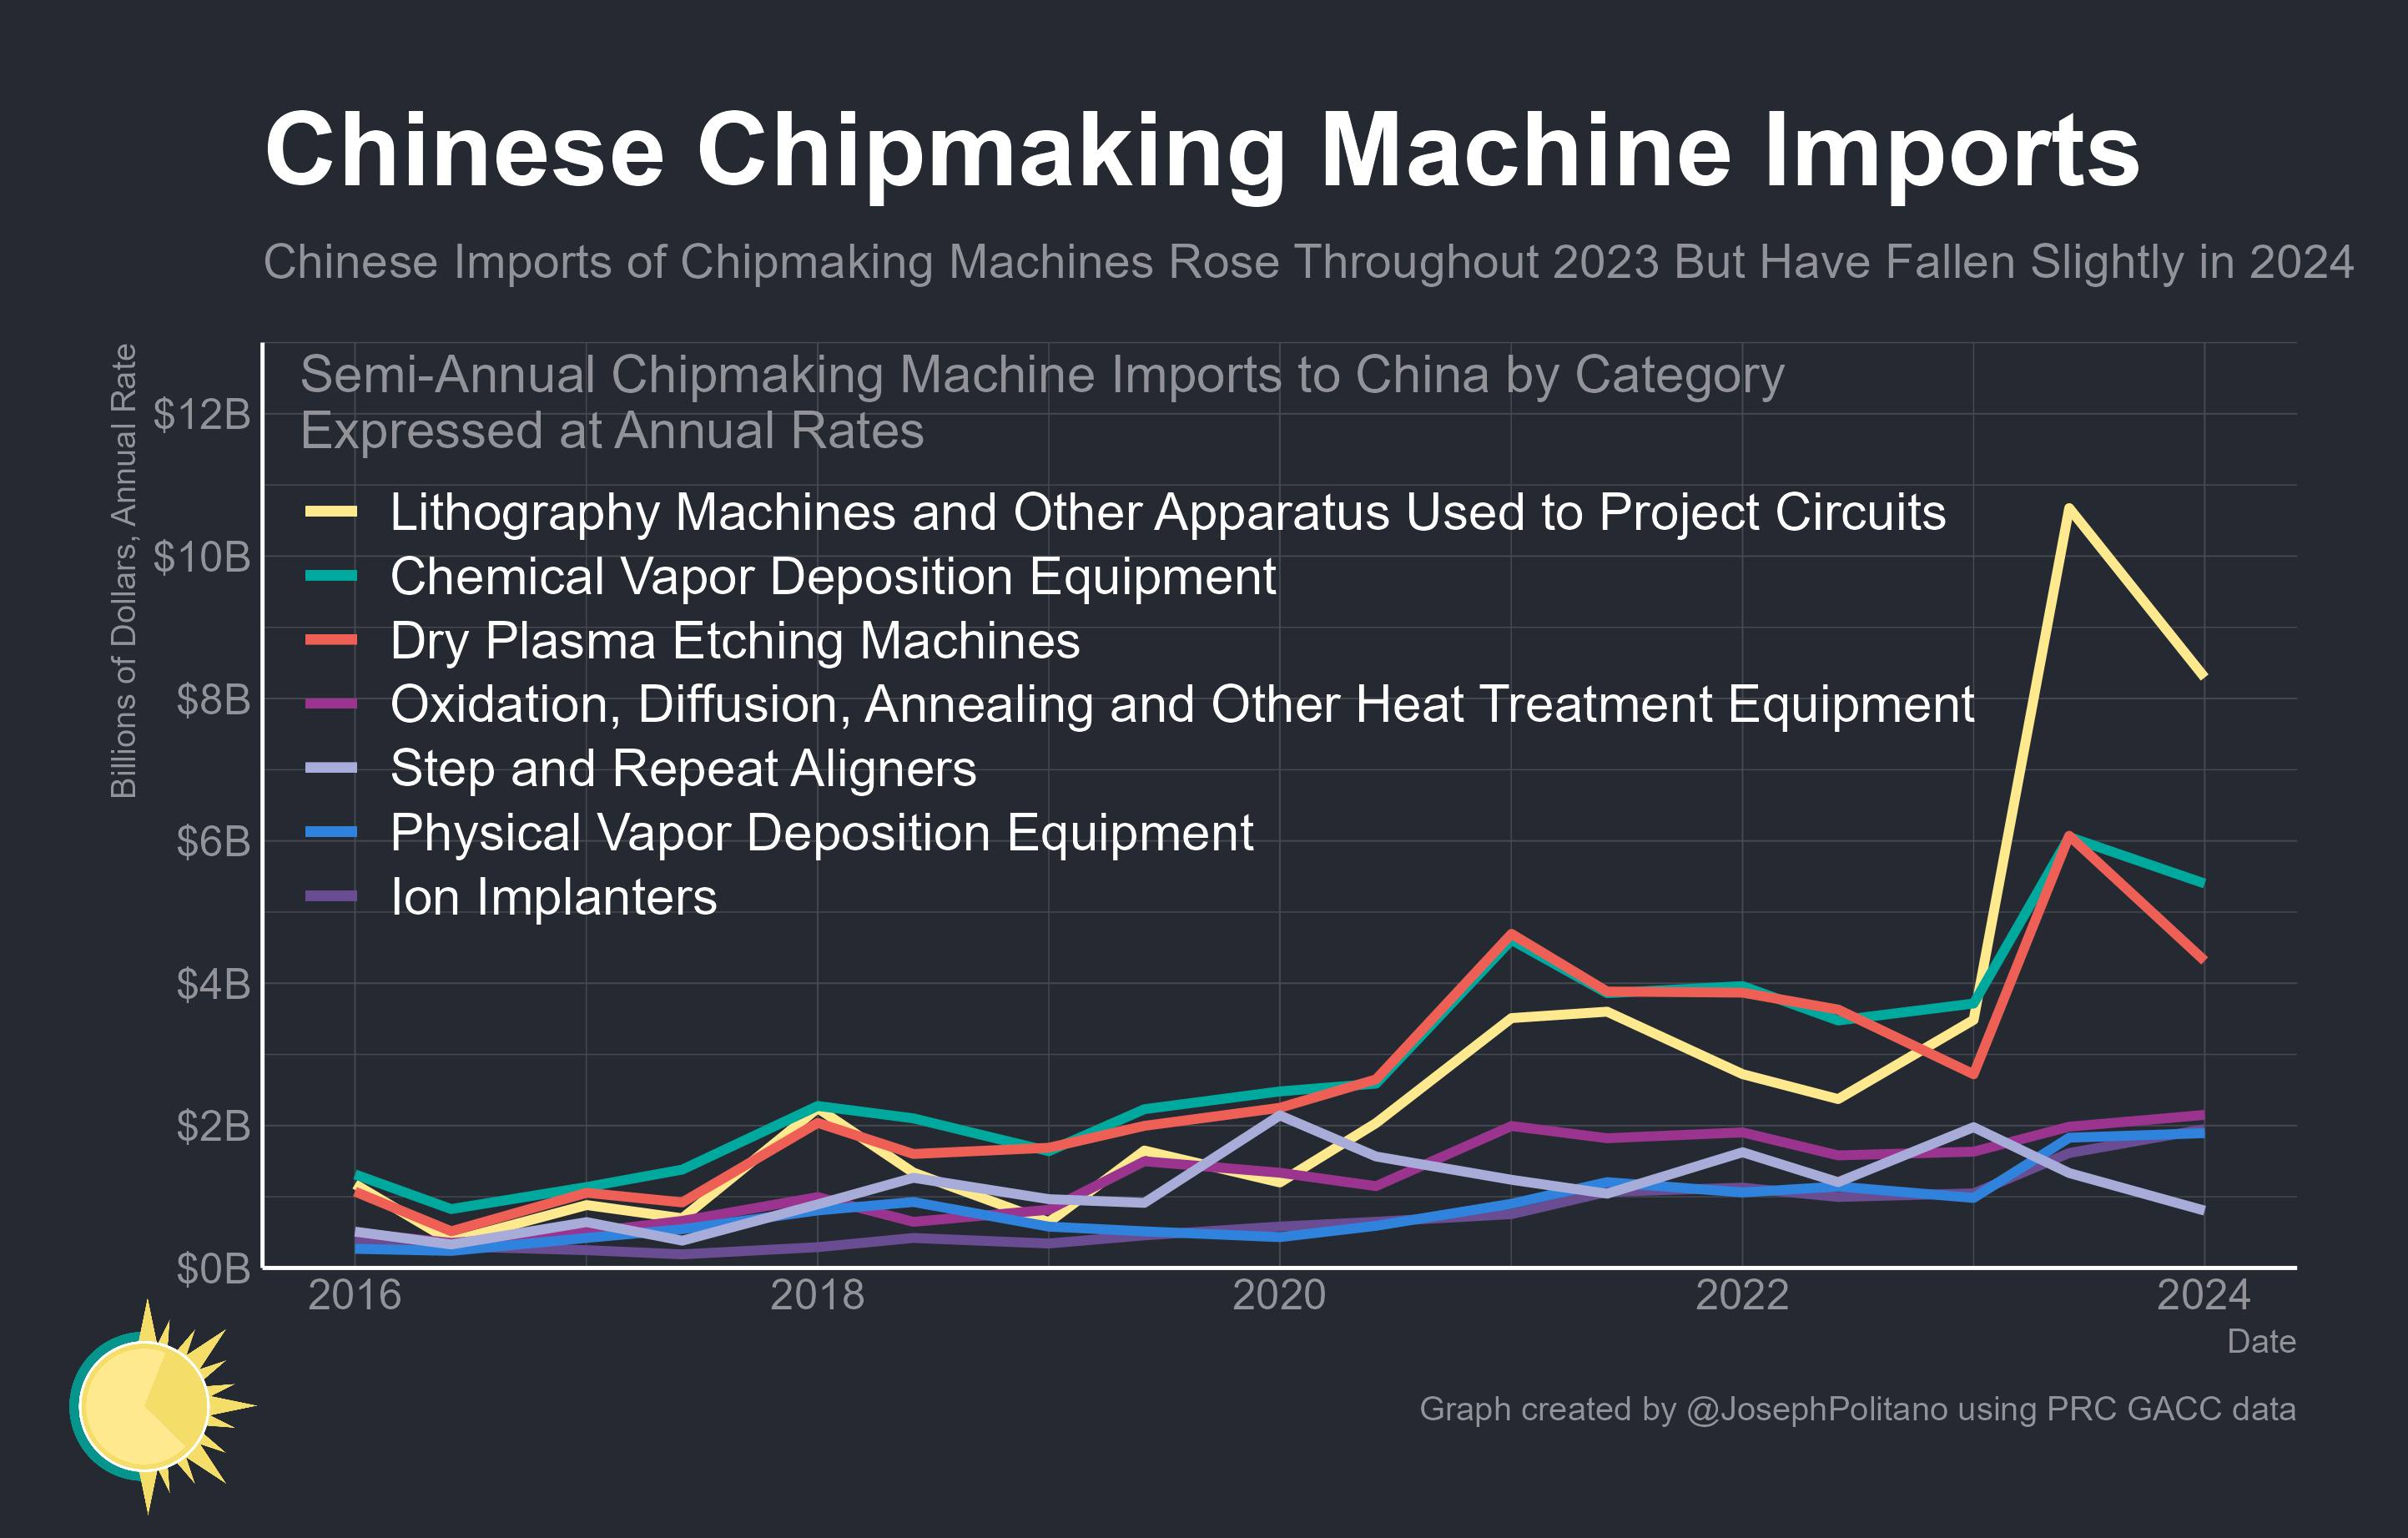 Chinese Chipmaking Machine Imports
Chinese Imports of Chipmaking Machines Rose Throughout 2023 But Have Fallen Slightly in 2024
Billions of Dollars, Annual Rate
Semi-Annual Chipmaking Machine Imports to China by Category
Expressed at Annual Rates
Lithography Machines and Other Apparatus Used to Project Circuits
Chemical Vapor Deposition Equipment
Dry Plasma Etching Machines
Oxidation, Diffusion, Annealing and Other Heat Treatment Equipment
Step and Repeat Aligners
Physical Vapor Deposition Equipment
Ion Implanters
$12B
$10B
$8B
$6B
$4B
$2B
$0B
2016 2018 2020 2022 2024
Date
Graph created by @JosephPolitano using PRC GACC data